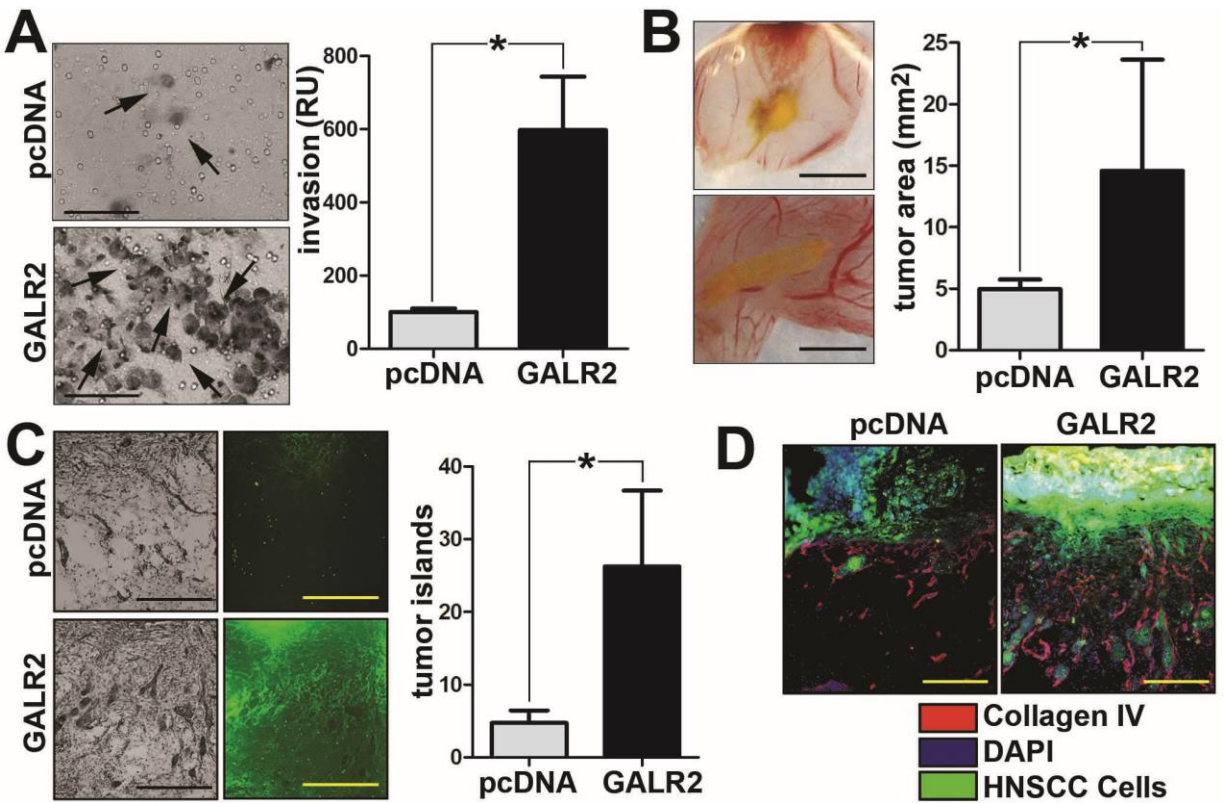 A
pcDNA
GALR2
invasion (RU)
800
600
400
200
0
*
pcDNA
GALR2
B
tumor area (mm2)
25
20
15
10
5
0
*
pcDNA
GALR2
C
pcDNA
GALR2
tumor islands
40
30
20
10
0
*
pcDNA
GALR2
D
pcDNA
GALR2
Collagen IV
DAPI
HNSCC Cells